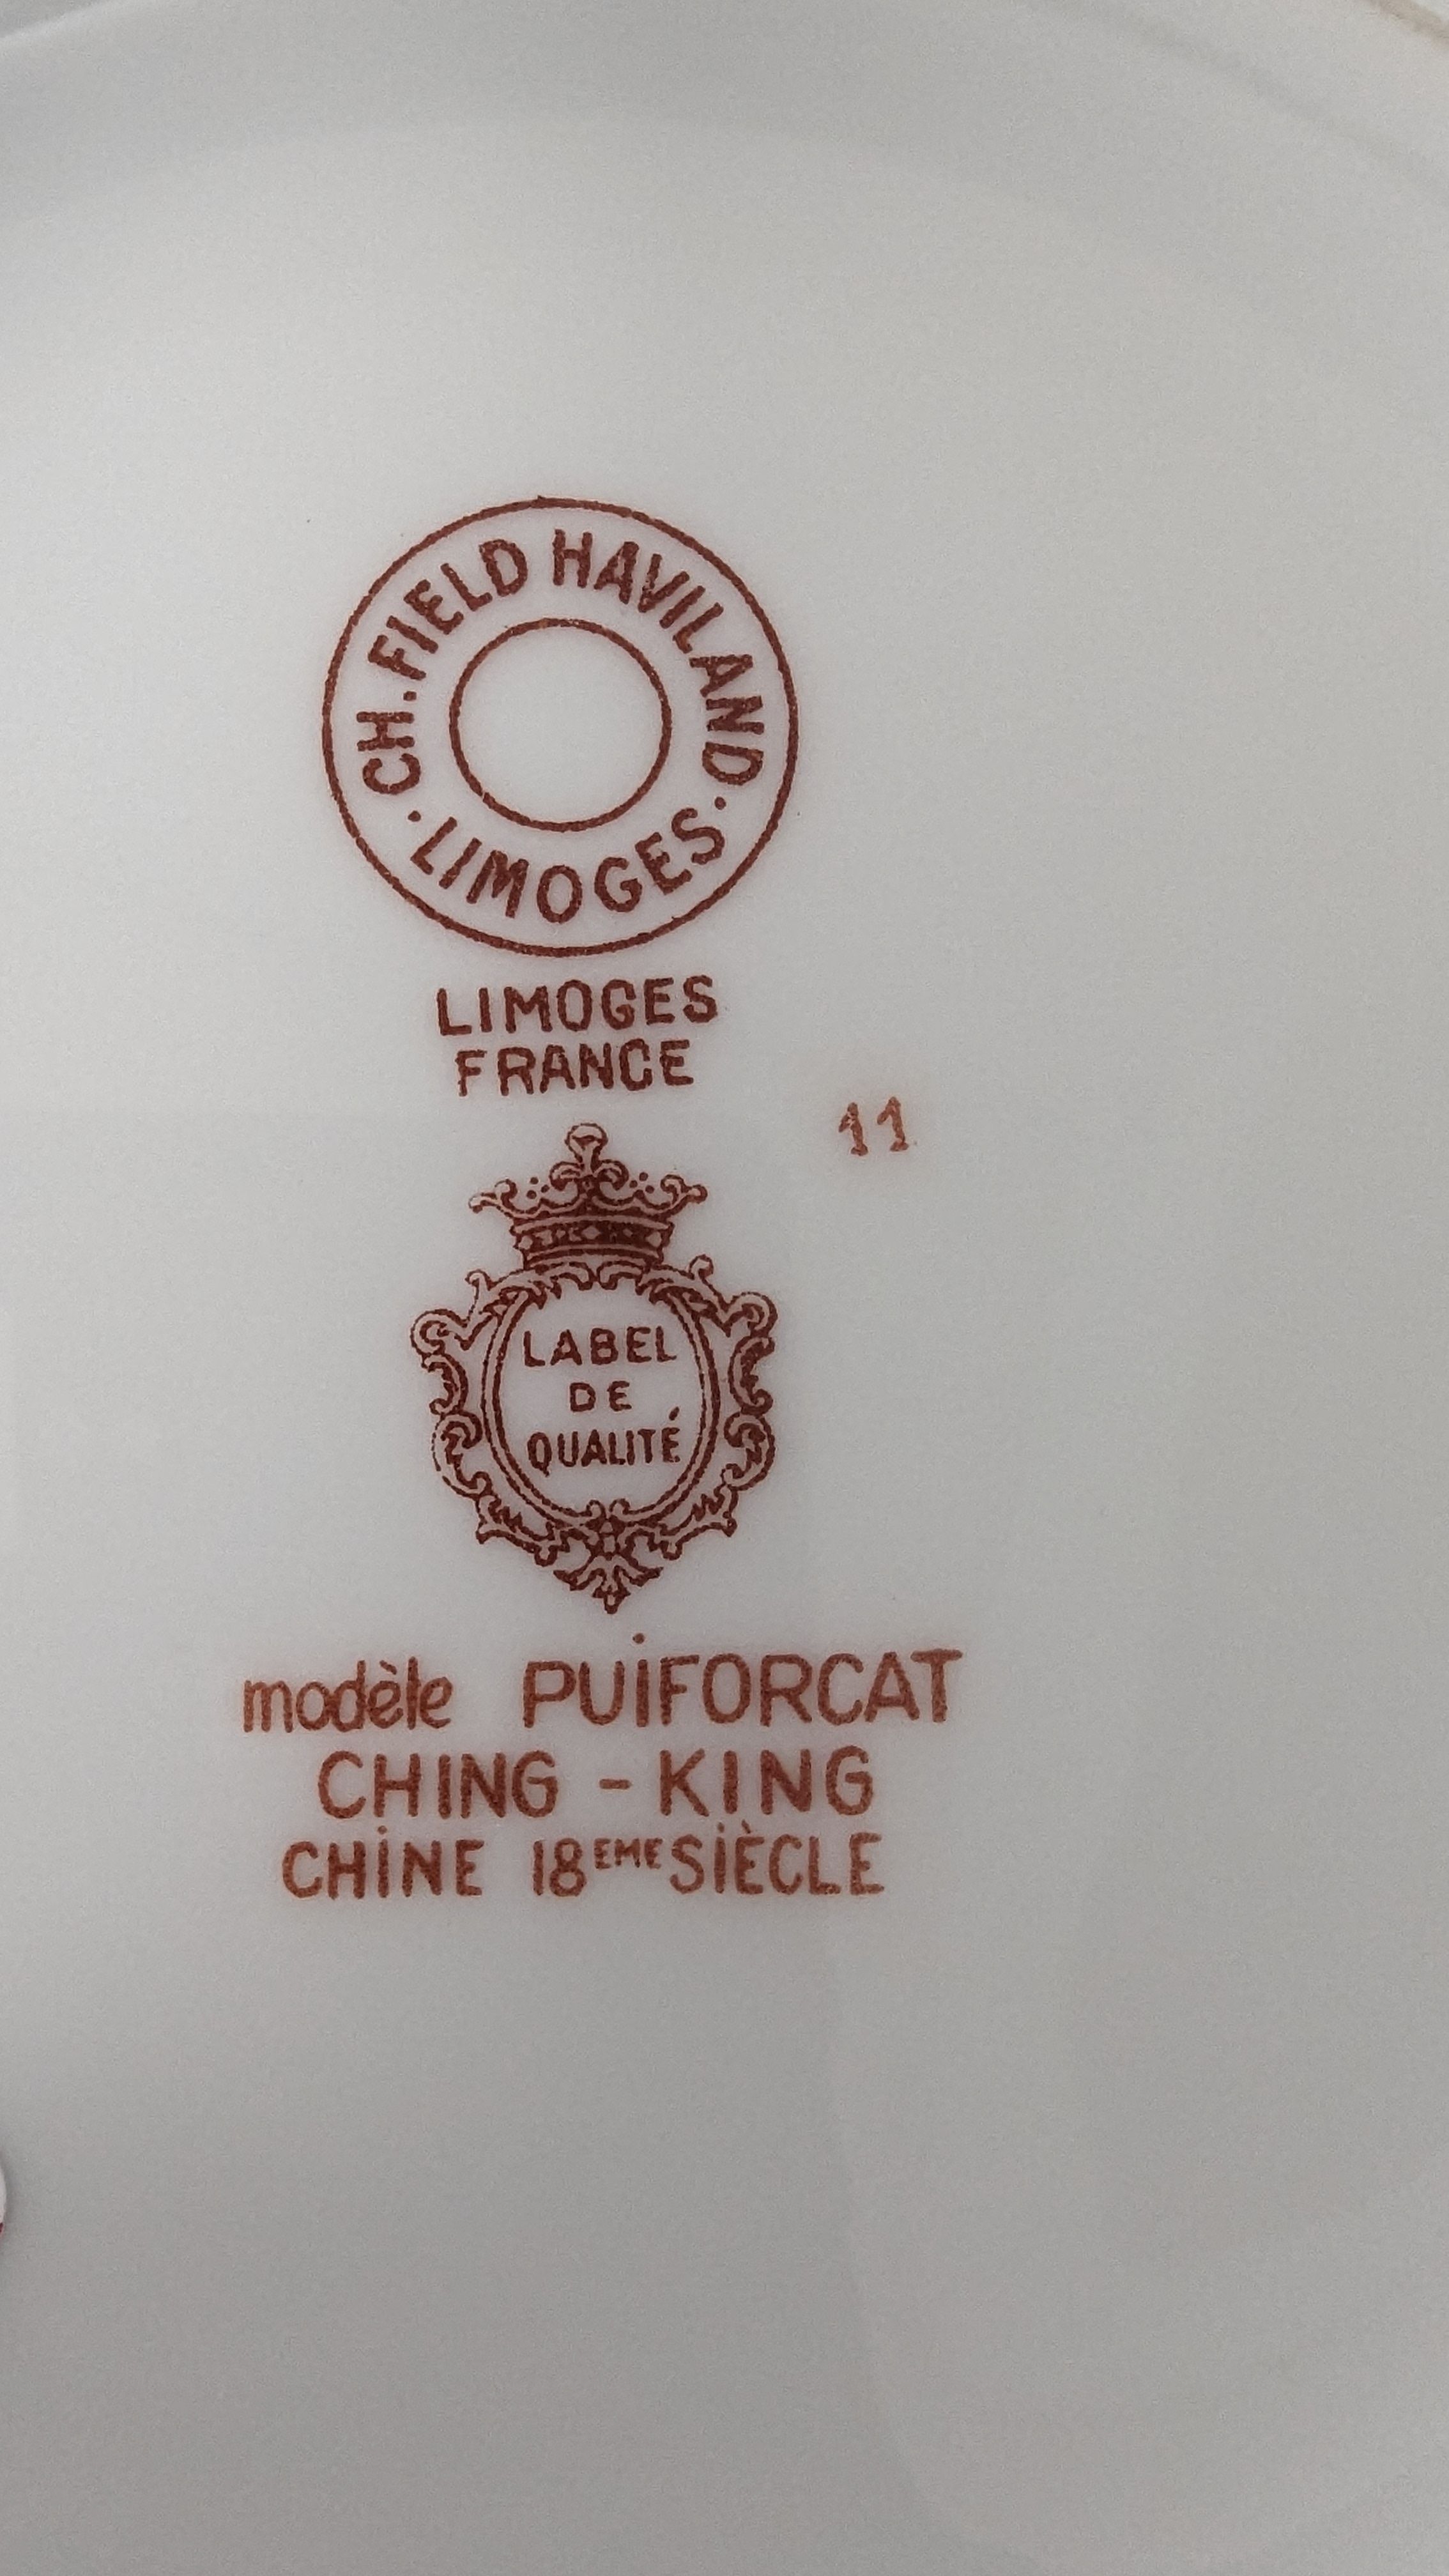 CH. FIELD HAVILAND
· LIMOGES ·
LIMOGES
FRANCE
11
LABEL
DE
QUALITÉ
modèle PUiFORCAT
CHING - KING
CHiNE 18EME SiÈCLE